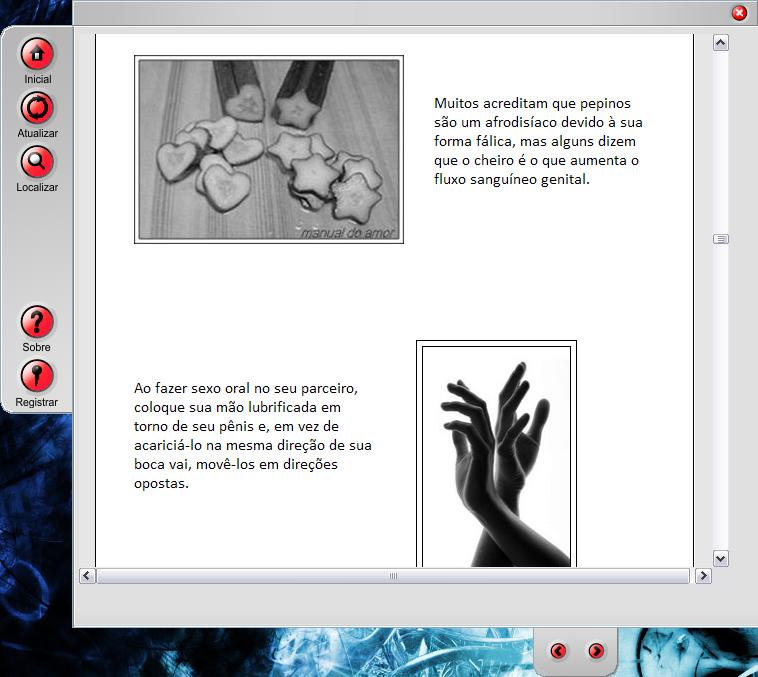 Inicial
Atualizar
Localizar
Sobre
Registrar
manual do amor
Muitos acreditam que pepinos
são um afrodisíaco devido à sua
forma fálica, mas alguns dizem
que o cheiro é o que aumenta o
fluxo sanguíneo genital.
Ao fazer sexo oral no seu parceiro,
coloque sua mão lubrificada em
torno de seu pênis e, em vez de
acariciá-lo na mesma direção de sua
boca vai, movê-los em direções
opostas.